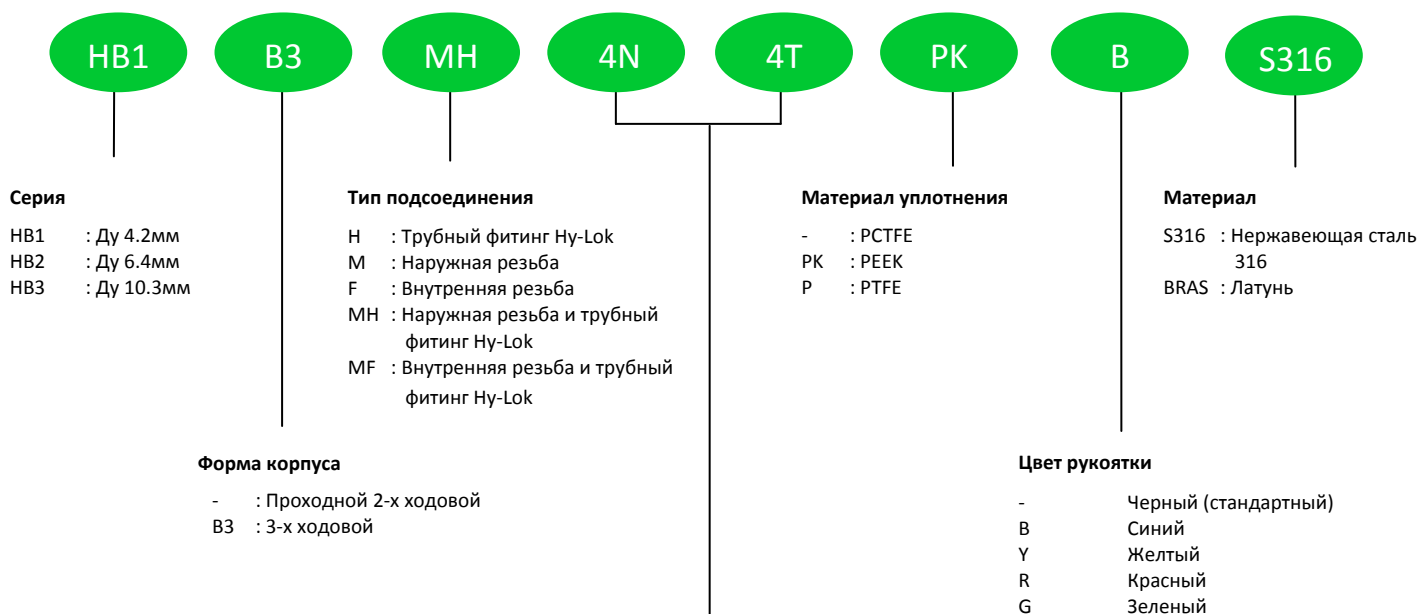 HB1 B3 MH 4N 4T PK B S316
Серия
HB1 : Ду 4.2мм
HB2 : Ду 6.4мм
HB3 : Ду 10.3мм
Тип подсоединения
H : Трубный фитинг Hy-Lok
M : Наружная резьба
F : Внутренняя резьба
MH : Наружная резьба и трубный
фитинг Hy-Lok
MF : Внутренняя резьба и трубный
фитинг Hy-Lok
Материал уплотнения
- : PCTFE
PK : PEEK
P : PTFE
Материал
S316 : Нержавеющая сталь
316
BRAS : Латунь
Форма корпуса
- : Проходной 2-х ходовой
B3 : 3-х ходовой
Цвет рукоятки
- Черный (стандартный)
B Синий
Y Желтый
R Красный
G Зеленый